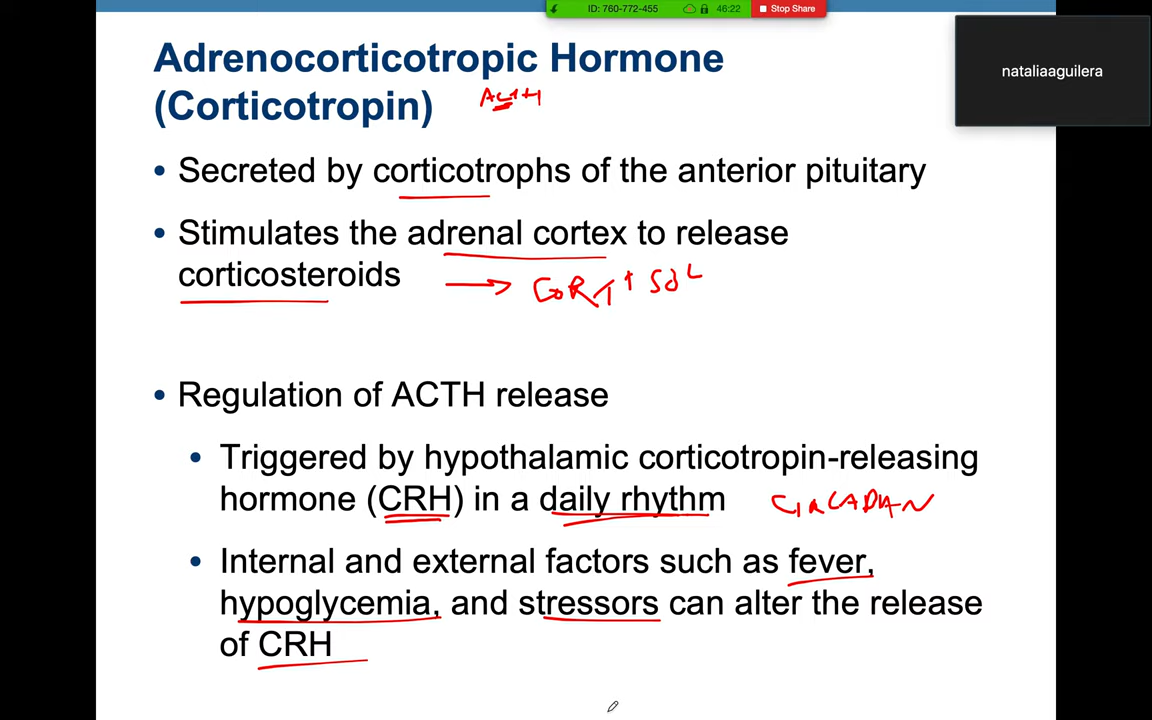 ID: 760-772-455 46:22 Stop Share
Adrenocorticotropic Hormone
(Corticotropin) ACTH
nataliaaguilera
• Secreted by corticotrophs of the anterior pituitary
• Stimulates the adrenal cortex to release
corticosteroids → CORT
• Regulation of ACTH release
• Triggered by hypothalamic corticotropin-releasing
hormone (CRH) in a daily rhythm
• Internal and external factors such as fever,
hypoglycemia, and stressors can alter the release
of CRH